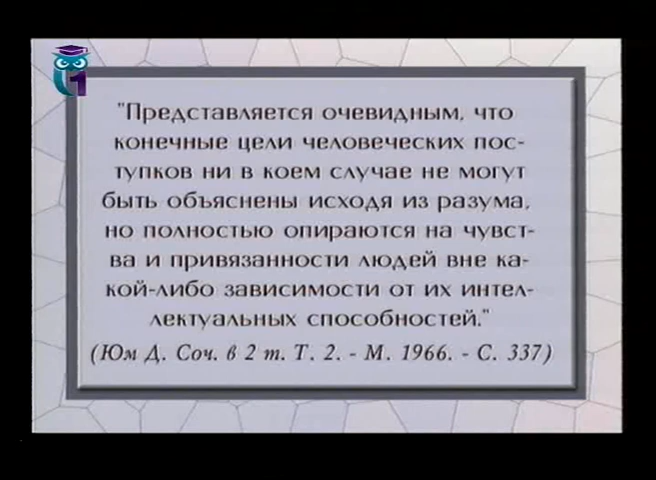 1
"Представляется очевидным, что
конечные цели человеческих пос-
тупков ни в коем случае не могут
быть объяснены исходя из разума,
но полностью опираются на чувст-
ва и привязанности людей вне ка-
кой-либо зависимости от их интел-
лектуальных способностей."
(Юм Д. Соч. в 2 т. Т. 2. - М. 1966. - С. 337)